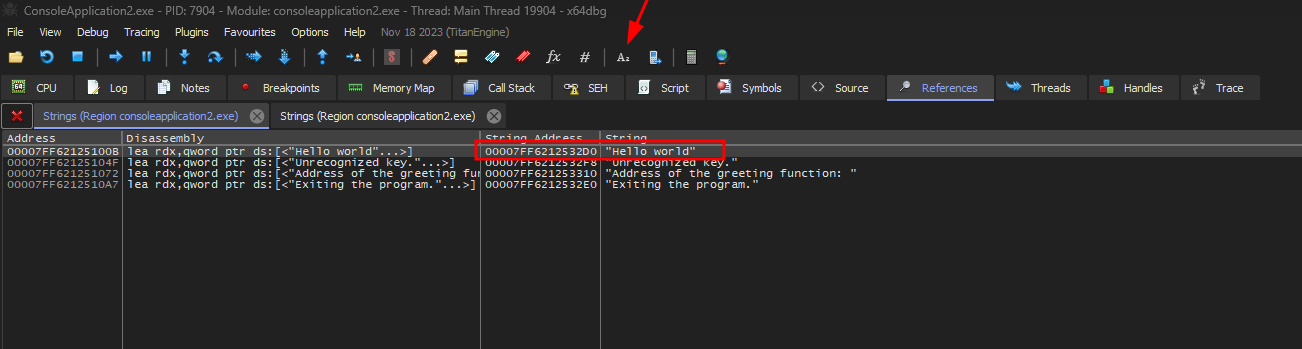 ConsoleApplication2.exe - PID: 7904 - Module: consoleapplication2.exe - Thread: Main Thread 19904 - x64dbg
File View Debug Tracing Plugins Favourites Options Help Nov 18 2023 (TitanEngine)
fx # A2
64 CPU Log Notes Breakpoints Memory Map Call Stack SEH Script Symbols <> Source References Threads Handles Trace
Strings (Region consoleapplication2.exe) Strings (Region consoleapplication2.exe)
Address Disassembly String Address String
00007FF62125100B lea rdx,qword ptr ds:[<"Hello world"...>] 00007FF6212532D0 "Hello world"
00007FF62125104F lea rdx,qword ptr ds:[<"Unrecognized key."...>] 00007FF6212532F8 "Unrecognized key."
00007FF621251072 lea rdx,qword ptr ds:[<"Address of the greeting fun 00007FF621253310 "Address of the greeting function: "
00007FF6212510A7 lea rdx,qword ptr ds:[<"Exiting the program."...>] 00007FF6212532E0 "Exiting the program."